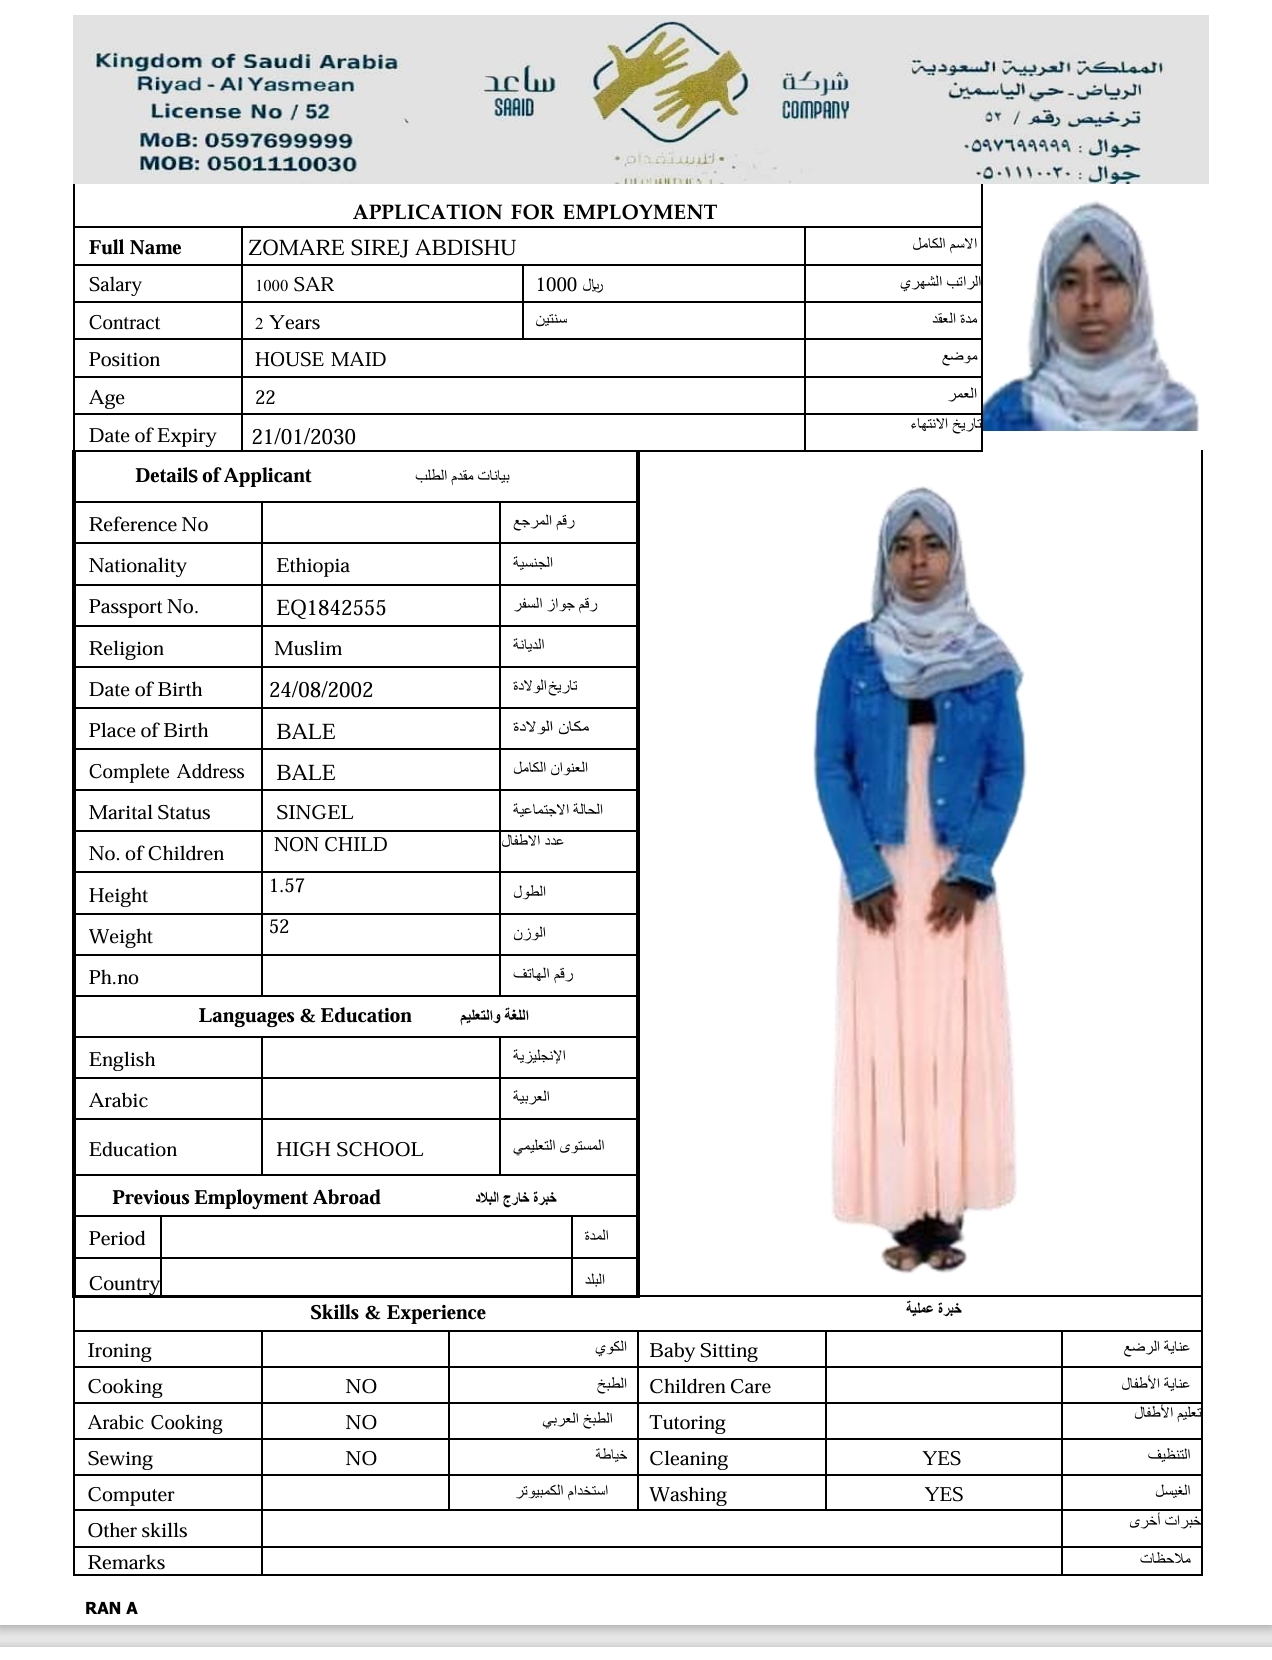 Kingdom of Saudi Arabia
Riyad - Al Yasmean
License No / 52
MoB: 0597699999
MOB: 0501110030
ساعد
SAAID
شركة
COMPANY
•للاستقدام•
المملكة العربية السعودية
الرياض - حي الياسمين
ترخيص رقم / ٥٢
جوال : ٠٥٩٧٦٩٩٩٩٩
جوال : ٠٥٠١١١٠٠٣٠
APPLICATION FOR EMPLOYMENT
Full Name ZOMARE SIREJ ABDISHU الاسم الكامل
Salary 1000 SAR 1000 ريال الراتب الشهري
Contract 2 Years سنتين مدة العقد
Position HOUSE MAID موضع
Age 22 العمر
Date of Expiry 21/01/2030 تاريخ الانتهاء
Details of Applicant بيانات مقدم الطلب
Reference No رقم المرجع
Nationality Ethiopia الجنسية
Passport No. EQ1842555 رقم جواز السفر
Religion Muslim الديانة
Date of Birth 24/08/2002 تاريخ الولادة
Place of Birth BALE مكان الولادة
Complete Address BALE العنوان الكامل
Marital Status SINGEL الحالة الاجتماعية
No. of Children NON CHILD عدد الاطفال
Height 1.57 الطول
Weight 52 الوزن
Ph.no رقم الهاتف
Languages & Education اللغة والتعليم
English الإنجليزية
Arabic العربية
Education HIGH SCHOOL المستوى التعليمي
Previous Employment Abroad خبرة خارج البلاد
Period المدة
Country البلد
Skills & Experience خبرة عملية
Ironing الكوي Baby Sitting عناية الرضع
Cooking NO الطبخ Children Care عناية الأطفال
Arabic Cooking NO الطبخ العربي Tutoring تعليم الأطفال
Sewing NO خياطة Cleaning YES التنظيف
Computer استخدام الكمبيوتر Washing YES الغيسل
Other skills خبرات أخرى
Remarks ملاحظات
RAN A